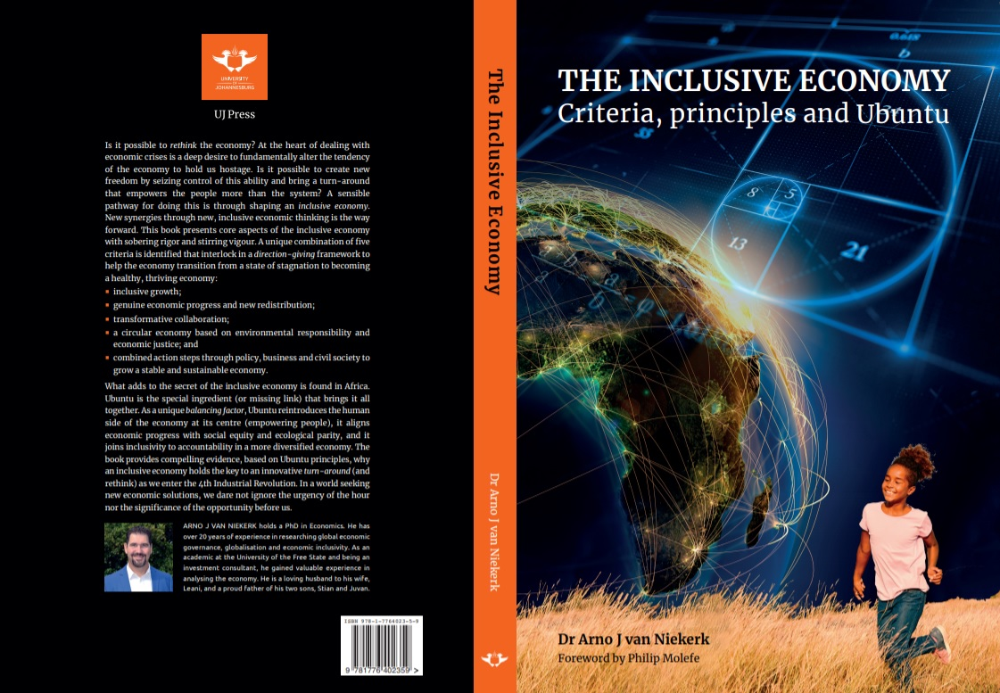 UNIVERSITY
OF
JOHANNESBURG
UJ Press
Is it possible to rethink the economy? At the heart of dealing with
economic crises is a deep desire to fundamentally alter the tendency
of the economy to hold us hostage. Is it possible to create new
freedom by seizing control of this ability and bring a turn-around
that empowers the people more than the system? A sensible
pathway for doing this is through shaping an inclusive economy.
New synergies through new, inclusive economic thinking is the way
forward. This book presents core aspects of the inclusive economy
with sobering rigor and stirring vigour. A unique combination of five
criteria is identified that interlock in a direction-giving framework to
help the economy transition from a state of stagnation to becoming
a healthy, thriving economy:
▪ inclusive growth;
▪ genuine economic progress and new redistribution;
▪ transformative collaboration;
▪ a circular economy based on environmental responsibility and
economic justice; and
▪ combined action steps through policy, business and civil society to
grow a stable and sustainable economy.
What adds to the secret of the inclusive economy is found in Africa.
Ubuntu is the special ingredient (or missing link) that brings it all
together. As a unique balancing factor, Ubuntu reintroduces the human
side of the economy at its centre (empowering people), it aligns
economic progress with social equity and ecological parity, and it
joins inclusivity to accountability in a more diversified economy. The
book provides compelling evidence, based on Ubuntu principles, why
an inclusive economy holds the key to an innovative turn-around (and
rethink) as we enter the 4th Industrial Revolution. In a world seeking
new economic solutions, we dare not ignore the urgency of the hour
nor the significance of the opportunity before us.
ARNO J VAN NIEKERK holds a PhD in Economics. He has
over 20 years of experience in researching global economic
governance, globalisation and economic inclusivity. As an
academic at the University of the Free State and being an
investment consultant, he gained valuable experience in
analysing the economy. He is a loving husband to his wife,
Leani, and a proud father of his two sons, Stian and Juvan.
ISBN 978-1-7764023-5-9
9 781776 402359 >
The Inclusive Economy
Dr Arno J van Niekerk
THE INCLUSIVE ECONOMY
Criteria, principles and Ubuntu
b
34
8
5
13
21
Dr Arno J van Niekerk
Foreword by Philip Molefe